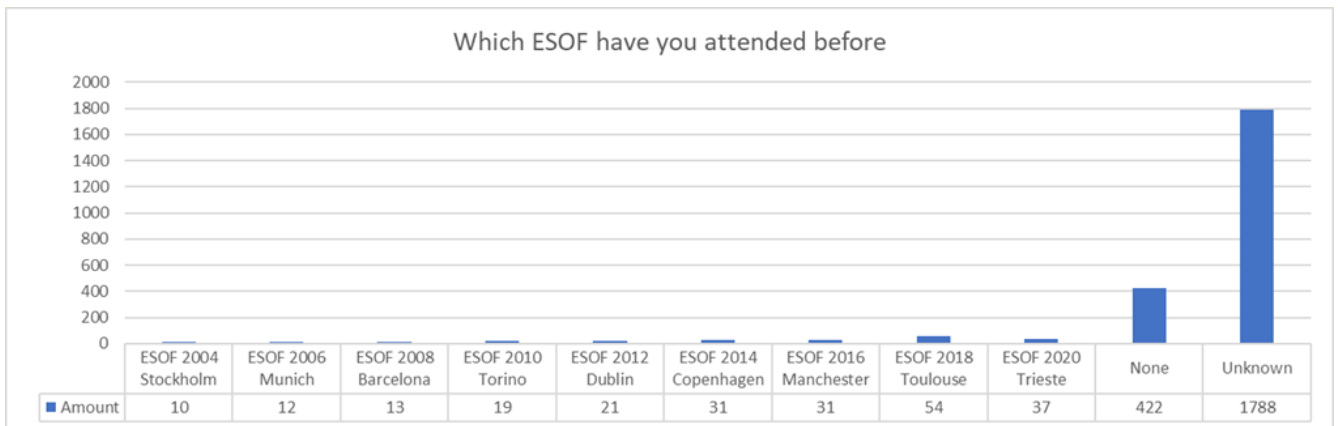 Which ESOF have you attended before
2000
1800
1600
1400
1200
1000
800
600
400
200
0
ESOF 2004 ESOF 2006 ESOF 2008 ESOF 2010 ESOF 2012 ESOF 2014 ESOF 2016 ESOF 2018 ESOF 2020 None Unknown
Stockholm Munich Barcelona Torino Dublin Copenhagen Manchester Toulouse Trieste
Amount 10 12 13 19 21 31 31 54 37 422 1788